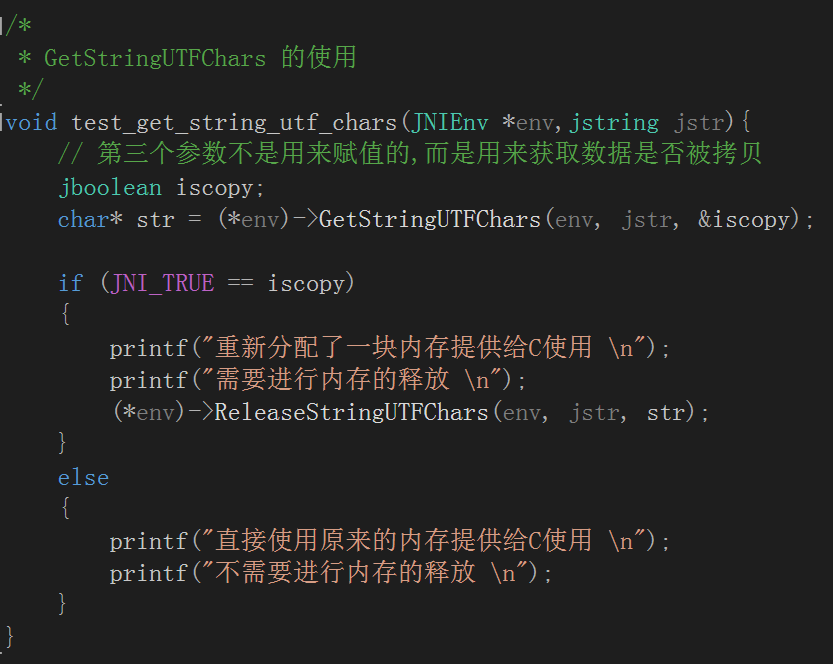 /*
 * GetStringUTFChars 的使用
 */
void test_get_string_utf_chars(JNIEnv *env,jstring jstr){
    // 第三个参数不是用来赋值的,而是用来获取数据是否被拷贝
    jboolean iscopy;
    char* str = (*env)->GetStringUTFChars(env, jstr, &iscopy);

    if (JNI_TRUE == iscopy)
    {
        printf("重新分配了一块内存提供给C使用 \n");
        printf("需要进行内存的释放 \n");
        (*env)->ReleaseStringUTFChars(env, jstr, str);
    }
    else
    {
        printf("直接使用原来的内存提供给C使用 \n");
        printf("不需要进行内存的释放 \n");
    }
}